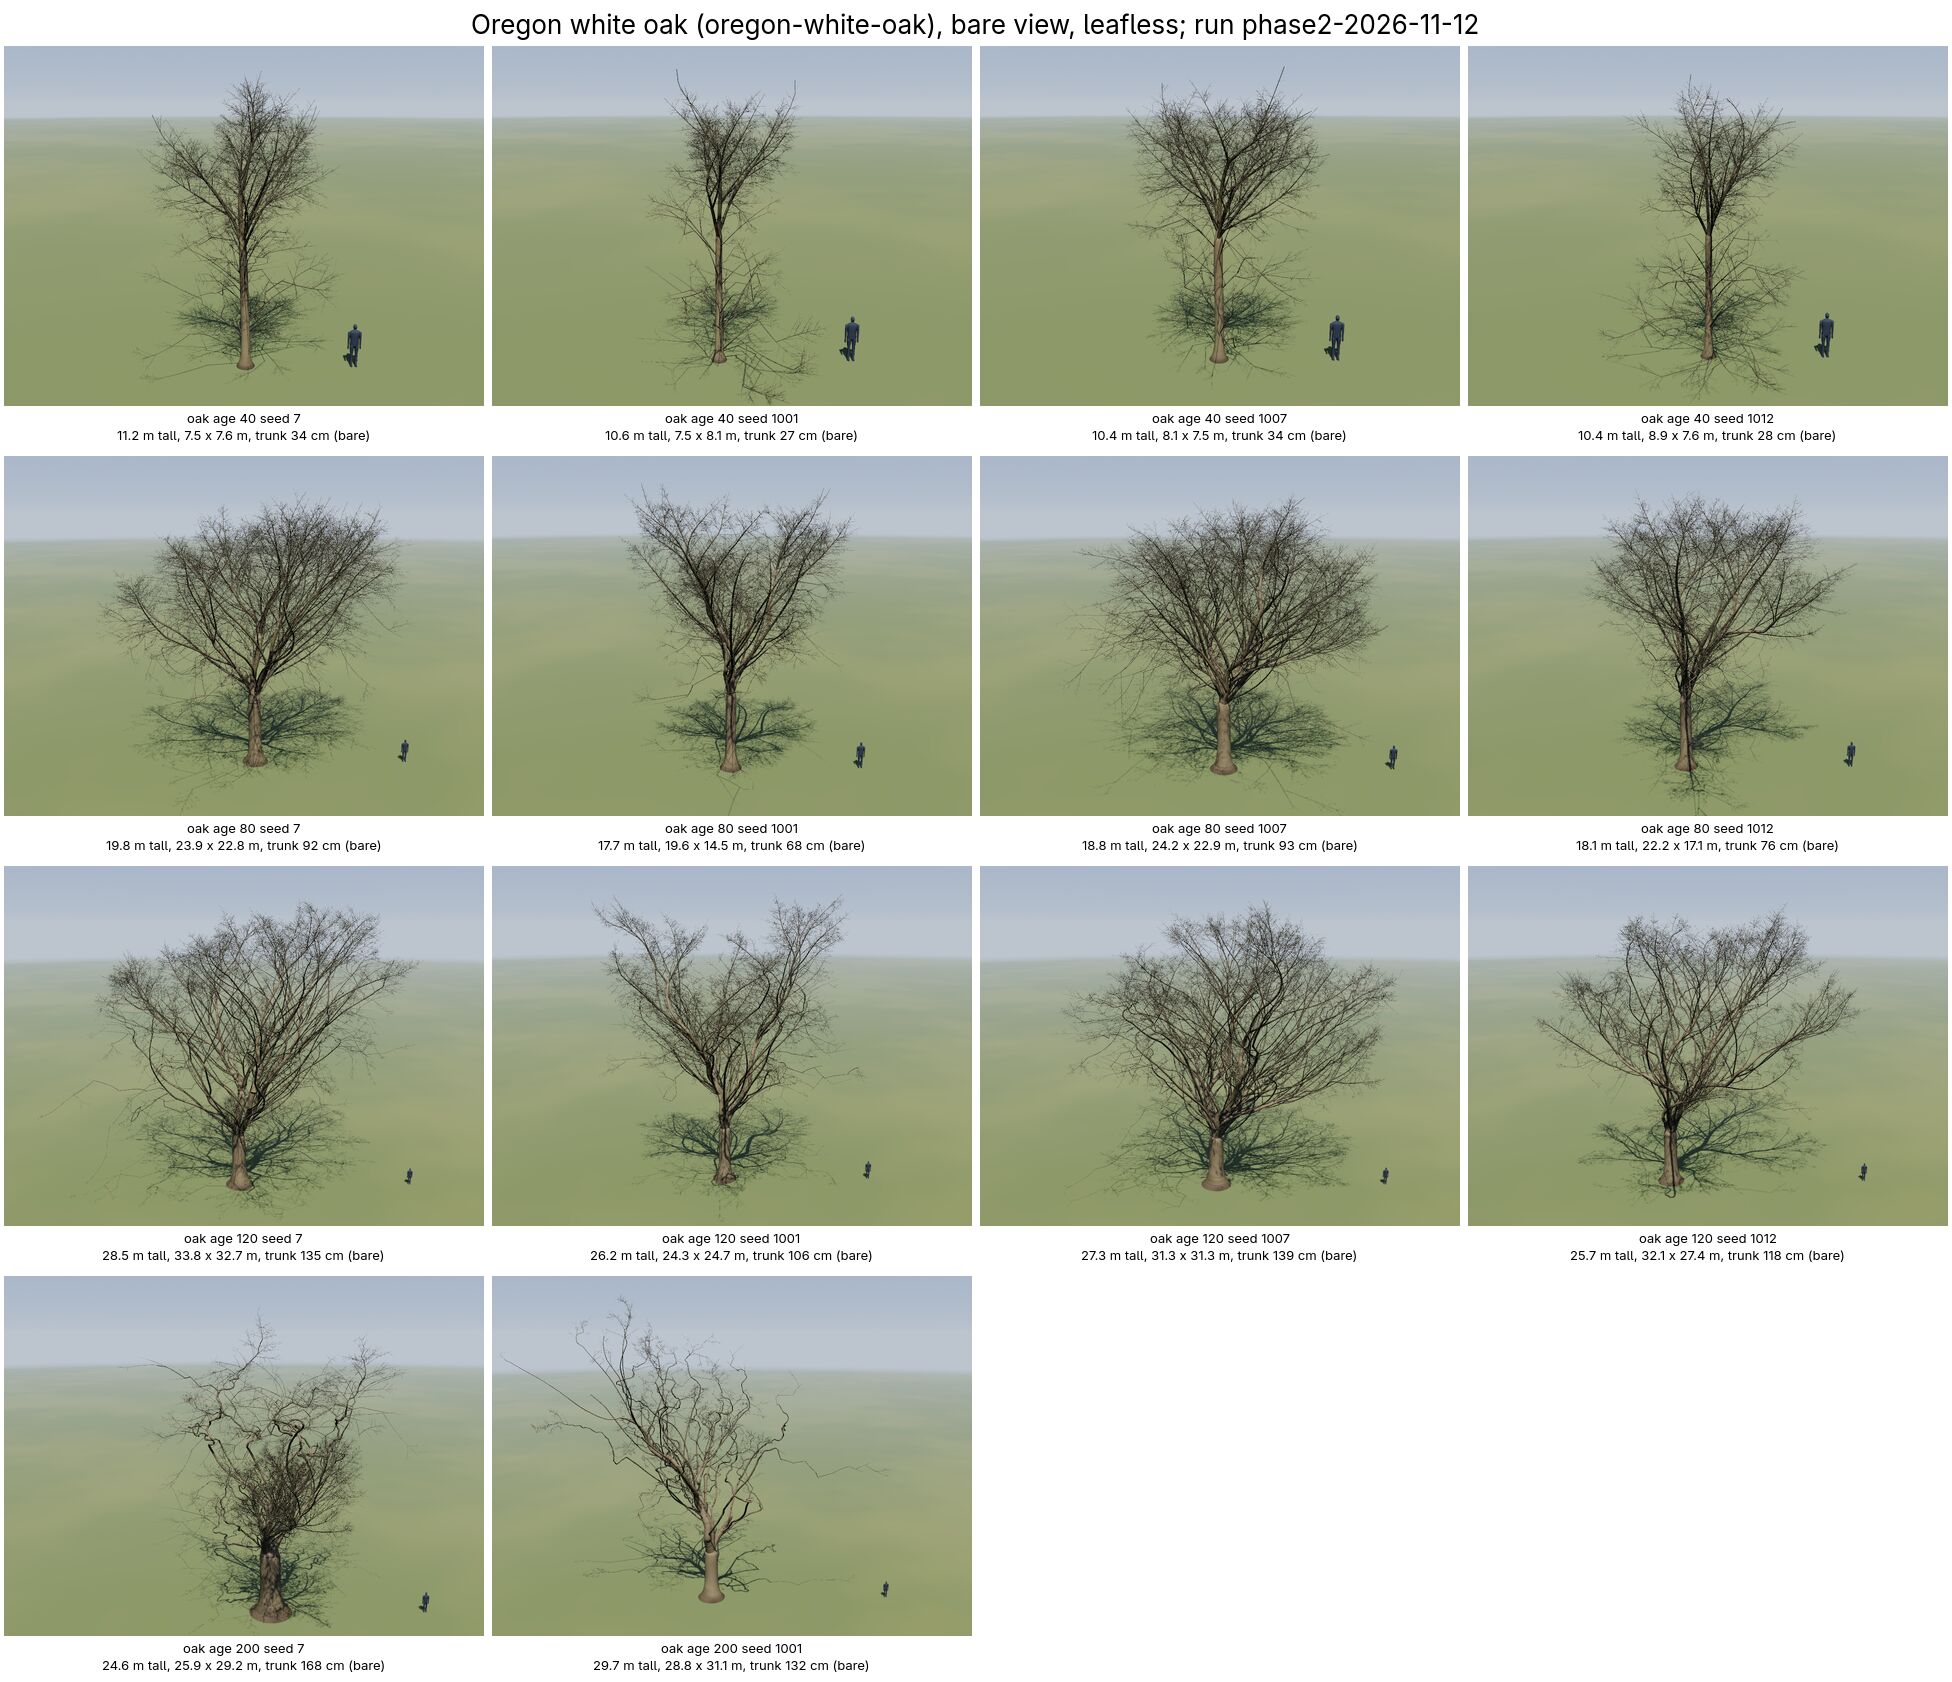 Oregon white oak (oregon-white-oak), bare view, leafless; run phase2-2026-11-12
oak age 40 seed 7
11.2 m tall, 7.5 x 7.6 m, trunk 34 cm (bare)
oak age 40 seed 1001
10.6 m tall, 7.5 x 8.1 m, trunk 27 cm (bare)
oak age 40 seed 1007
10.4 m tall, 8.1 x 7.5 m, trunk 34 cm (bare)
oak age 40 seed 1012
10.4 m tall, 8.9 x 7.6 m, trunk 28 cm (bare)
oak age 80 seed 7
19.8 m tall, 23.9 x 22.8 m, trunk 92 cm (bare)
oak age 80 seed 1001
17.7 m tall, 19.6 x 14.5 m, trunk 68 cm (bare)
oak age 80 seed 1007
18.8 m tall, 24.2 x 22.9 m, trunk 93 cm (bare)
oak age 80 seed 1012
18.1 m tall, 22.2 x 17.1 m, trunk 76 cm (bare)
oak age 120 seed 7
28.5 m tall, 33.8 x 32.7 m, trunk 135 cm (bare)
oak age 120 seed 1001
26.2 m tall, 24.3 x 24.7 m, trunk 106 cm (bare)
oak age 120 seed 1007
27.3 m tall, 31.3 x 31.3 m, trunk 139 cm (bare)
oak age 120 seed 1012
25.7 m tall, 32.1 x 27.4 m, trunk 118 cm (bare)
oak age 200 seed 7
24.6 m tall, 25.9 x 29.2 m, trunk 168 cm (bare)
oak age 200 seed 1001
29.7 m tall, 28.8 x 31.1 m, trunk 132 cm (bare)